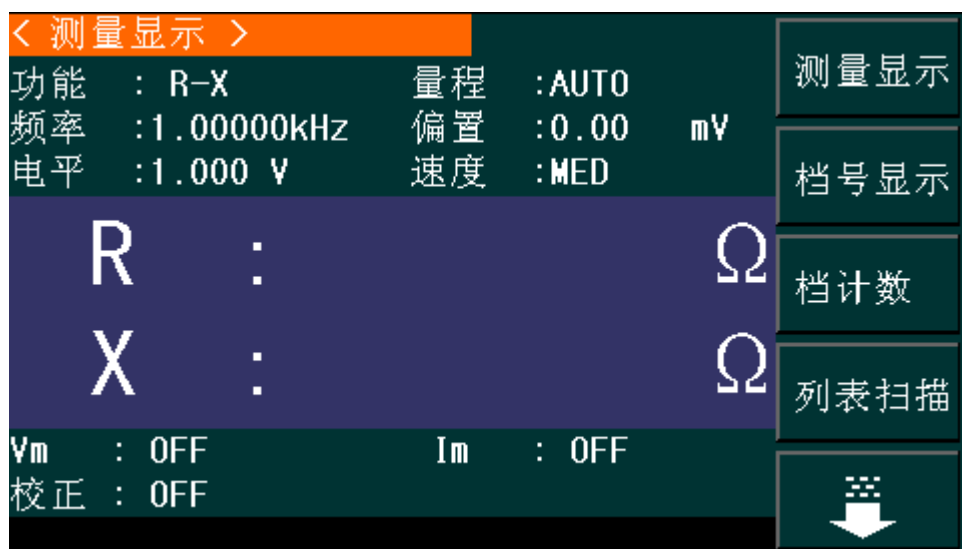 < 测量显示 >
功能 : R-X 量程 :AUTO
频率 :1.00000kHz 偏置 :0.00 mV
电平 :1.000 V 速度 :MED
R : Ω
X : Ω
Vm : OFF Im : OFF
校正 : OFF
测量显示
档号显示
档计数
列表扫描